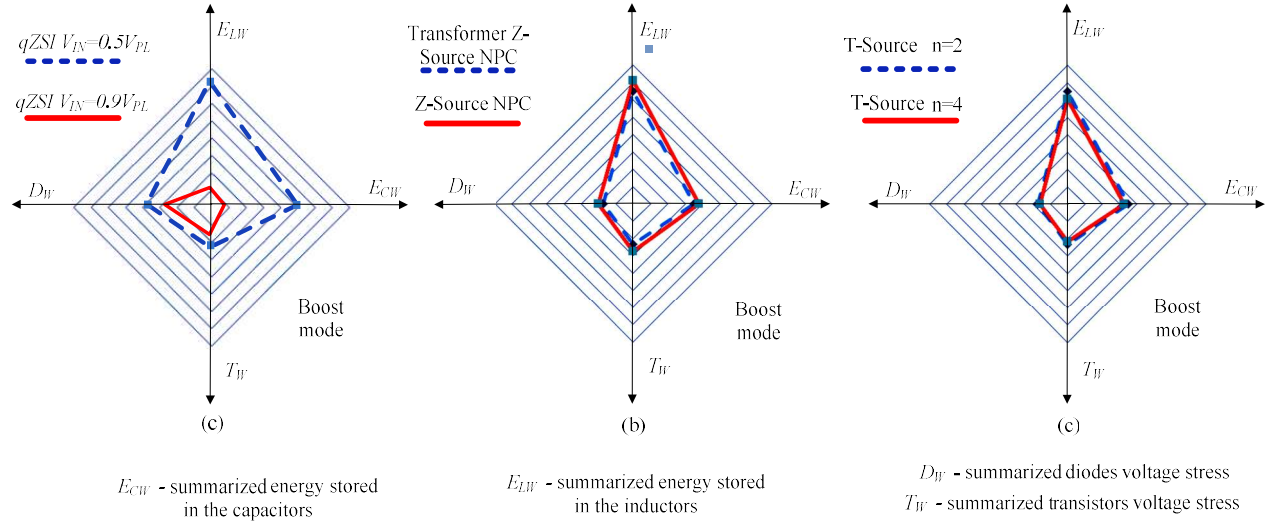 E_LW
qZSI V_IN=0.5V_PL
qZSI V_IN=0.9V_PL
D_W
E_CW
Boost
mode
T_W
(c)
E_LW
Transformer Z-
Source NPC
Z-Source NPC
D_W
E_CW
Boost
mode
T_W
(b)
E_LW
T-Source n=2
T-Source n=4
D_W
E_CW
Boost
mode
T_W
(c)
E_CW - summarized energy stored
in the capacitors
E_LW - summarized energy stored
in the inductors
D_W - summarized diodes voltage stress
T_W - summarized transistors voltage stress